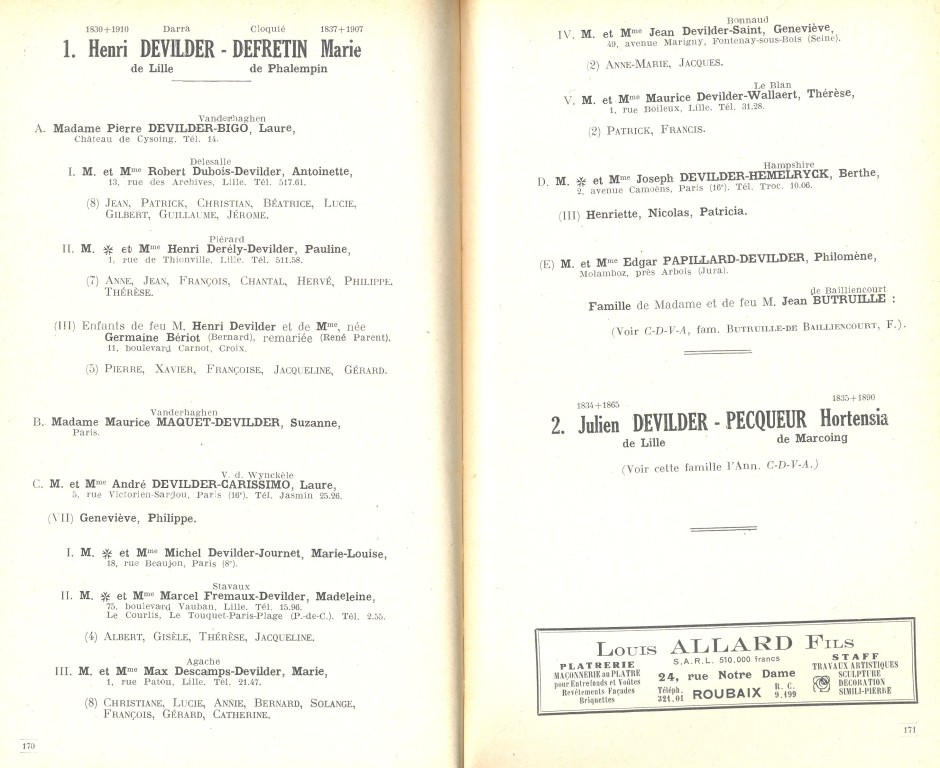 1830+1910 Darra Cloquié 1837+1907
1. Henri DEVILDER - DEFRETIN Marie
de Lille de Phalempin
Vanderhaghen
A. Madame Pierre DEVILDER-BIGO, Laure,
Château de Cysoing. Tél. 14.
Delesalle
I. M. et Mme Robert Dubois-Devilder, Antoinette,
13, rue des Archives, Lille. Tél. 517.61.
(8) JEAN, PATRICK, CHRISTIAN, BÉATRICE, LUCIE,
GILBERT, GUILLAUME, JÉROME.
Piérard
II. M. ※ et Mme Henri Derély-Devilder, Pauline,
1, rue de Thionville, Lille. Tél. 511.58.
(7) ANNE, JEAN, FRANÇOIS, CHANTAL, HERVÉ, PHILIPPE,
THÉRÈSE.
(III) Enfants de feu M. Henri Devilder et de Mme, née
Germaine Bériot (Bernard), remariée (René Parent),
11, boulevard Carnot, Croix.
(5) PIERRE, XAVIER, FRANÇOISE, JACQUELINE, GÉRARD.
Vanderhaghen
B. Madame Maurice MAQUET-DEVILDER, Suzanne,
Paris.
V. d. Wynckèle
C. M. et Mme André DEVILDER-CARISSIMO, Laure,
5, rue Victorien-Sardou, Paris (16e). Tél. Jasmin 25.26.
(VII) Geneviève, Philippe.
I. M. ※ et Mme Michel Devilder-Journet, Marie-Louise,
18, rue Beaujon, Paris (8e).
Stavaux
II. M. ※ et Mme Marcel Fremaux-Devilder, Madeleine,
75, boulevard Vauban, Lille. Tél. 15.96.
Le Courlis, Le Touquet-Paris-Plage (P.-de-C.). Tél. 2.55.
(4) ALBERT, GISÈLE, THÉRÈSE, JACQUELINE.
Agache
III. M. et Mme Max Descamps-Devilder, Marie,
1, rue Patou, Lille. Tél. 21.47.
(8) CHRISTIANE, LUCIE, ANNIE, BERNARD, SOLANGE,
FRANÇOIS, GÉRARD, CATHERINE.
170
Bonnaud
IV. M. et Mme Jean Devilder-Saint, Geneviève,
49, avenue Marigny, Fontenay-sous-Bois (Seine).
(2) ANNE-MARIE, JACQUES.
Le Blan
V. M. et Mme Maurice Devilder-Wallaert, Thérèse,
1, rue Boileux, Lille. Tél. 31.28.
(2) PATRICK, FRANCIS.
Hampshire
D. M. ※ et Mme Joseph DEVILDER-HEMELRYCK, Berthe,
2, avenue Camoëns, Paris (16e). Tél. Troc. 10.06.
(III) Henriette, Nicolas, Patricia.
(E) M. et Mme Edgar PAPILLARD-DEVILDER, Philomène,
Molamboz, près Arbois (Jura).
de Bailliencourt
Famille de Madame et de feu M. Jean BUTRUILLE :
(Voir C-D-V-A, fam. BUTRUILLE-DE BAILLIENCOURT, F.).
1834+1865 1835+1890
2. Julien DEVILDER - PECQUEUR Hortensia
de Lille de Marcoing
(Voir cette famille l'Ann. C-D-V-A.)
LOUIS ALLARD FILS
S.A.R.L. 510.000 francs
PLATRERIE
MAÇONNERIE AU PLATRE
pour Entrefonds et Voûtes
Revêtements Façades
Briquettes
24, rue Notre Dame
Téléph. 321.01 ROUBAIX R. C. 9.499
STAFF
TRAVAUX ARTISTIQUES
SCULPTURE
DÉCORATION
SIMILI-PIERRE
171